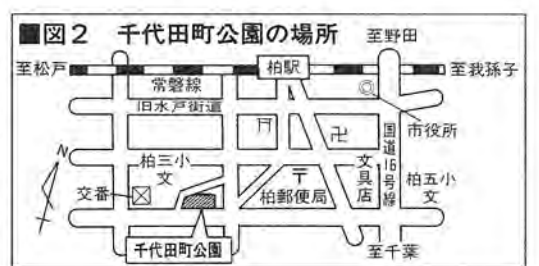 ■図2 千代田町公園の場所
至野田
至松戸
柏駅
至我孫子
常磐線
旧水戸街道
市役所
国道16号線
柏三小
文
文具店
柏五小
文
交番
〒
柏郵便局
千代田町公園
至千葉
N